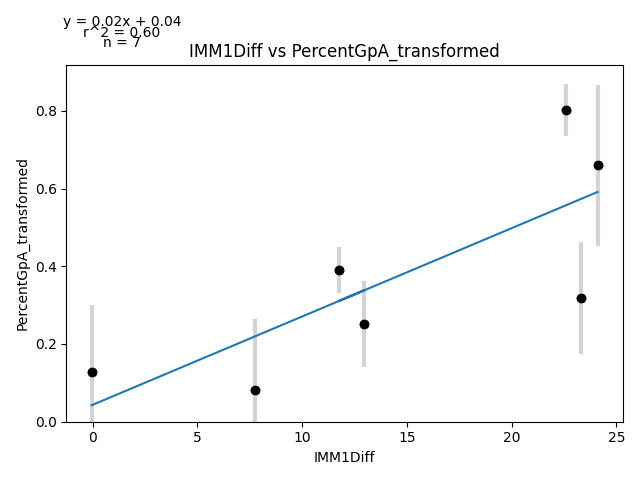 y = 0.02x + 0.04
r^2 = 0.60
n = 7
IMM1Diff vs PercentGpA_transformed
PercentGpA_transformed
0.8
0.6
0.4
0.2
0.0
0
5
10
15
20
25
IMM1Diff